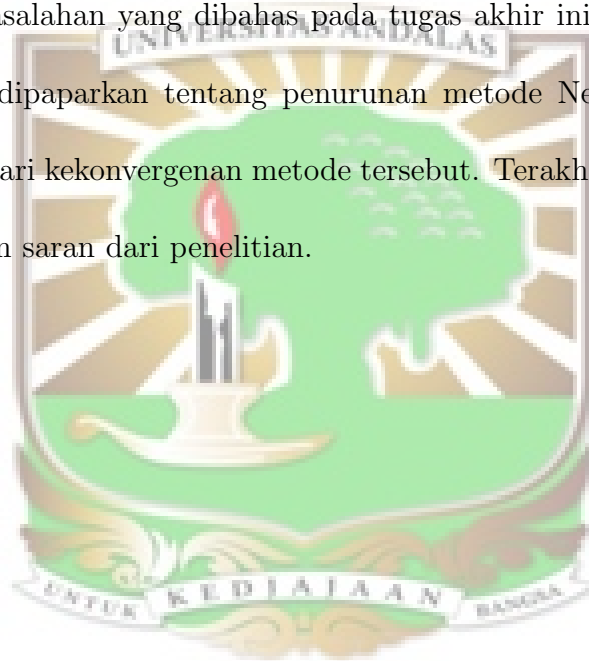 asalahan yang dibahas pada tugas akhir ini
UNIVERSITAS ANDALAS
dipaparkan tentang penurunan metode Ne
ari kekonvergenan metode tersebut. Terakh
n saran dari penelitian.
UNTUK KEDJAJAAN BANGSA